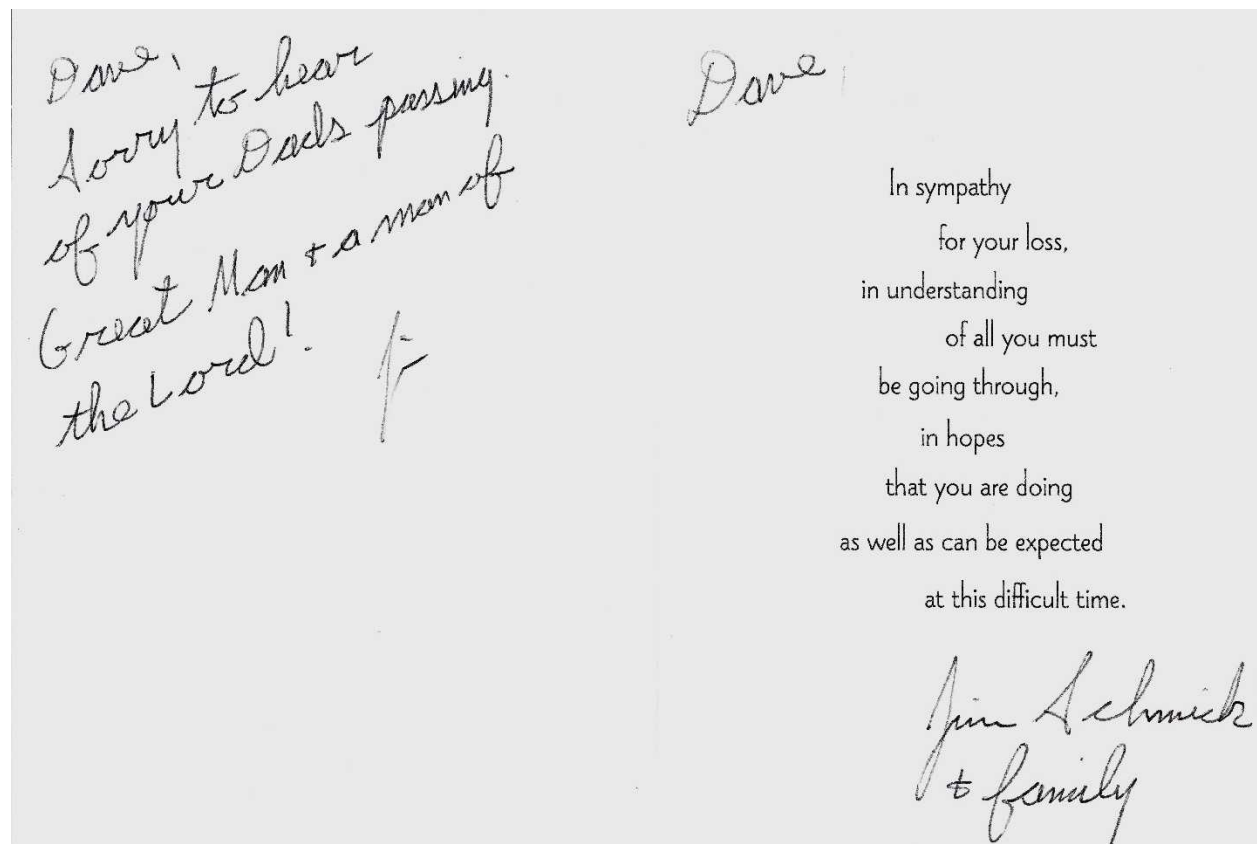 Dave,
Sorry to hear
of your Dads passing.
Great Man & a man of
the Lord!
Jim
Dave,
In sympathy
for your loss,
in understanding
of all you must
be going through,
in hopes
that you are doing
as well as can be expected
at this difficult time.
Jim Schmick
& family